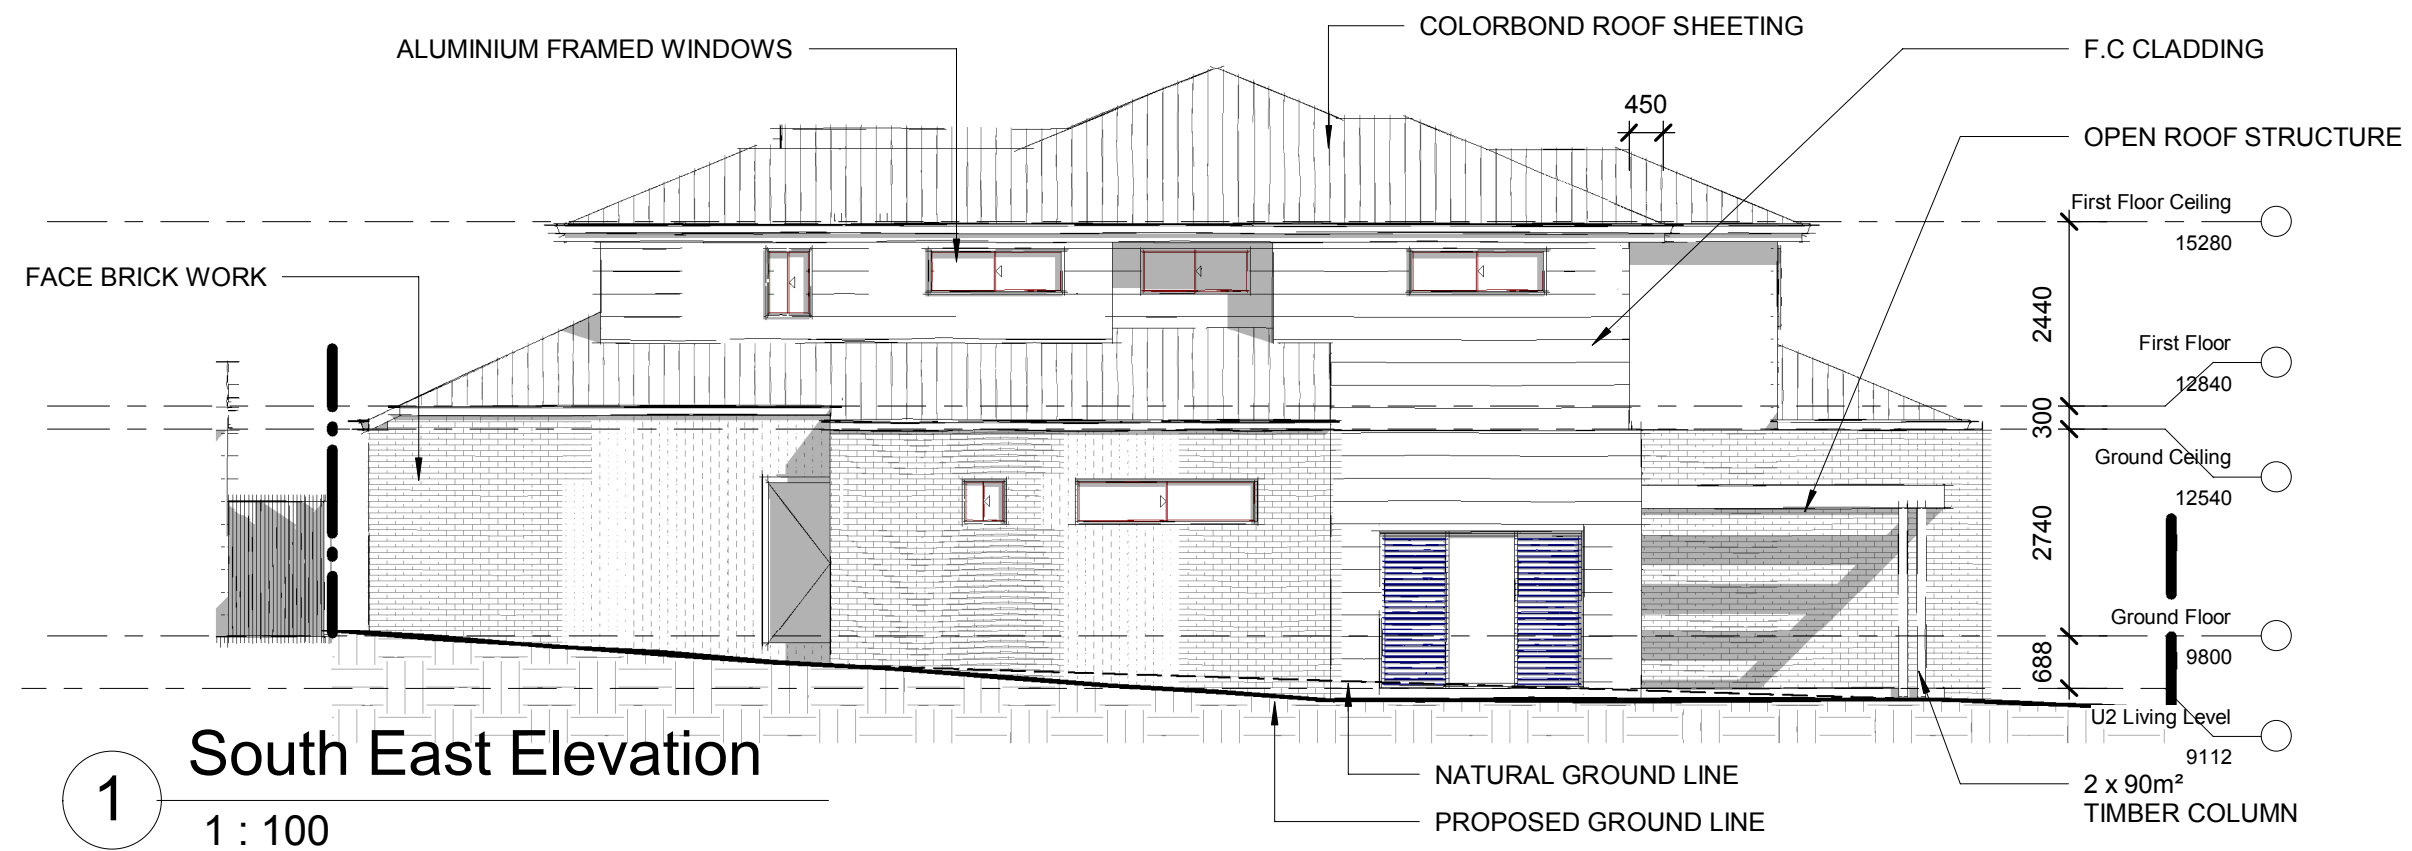 COLORBOND ROOF SHEETING
ALUMINIUM FRAMED WINDOWS
F.C CLADDING
450
OPEN ROOF STRUCTURE
First Floor Ceiling
15280
FACE BRICK WORK
2440
First Floor
12840
300
Ground Ceiling
12540
2740
Ground Floor
9800
688
U2 Living Level
9112
South East Elevation
1
1 : 100
NATURAL GROUND LINE
PROPOSED GROUND LINE
2 x 90m²
TIMBER COLUMN